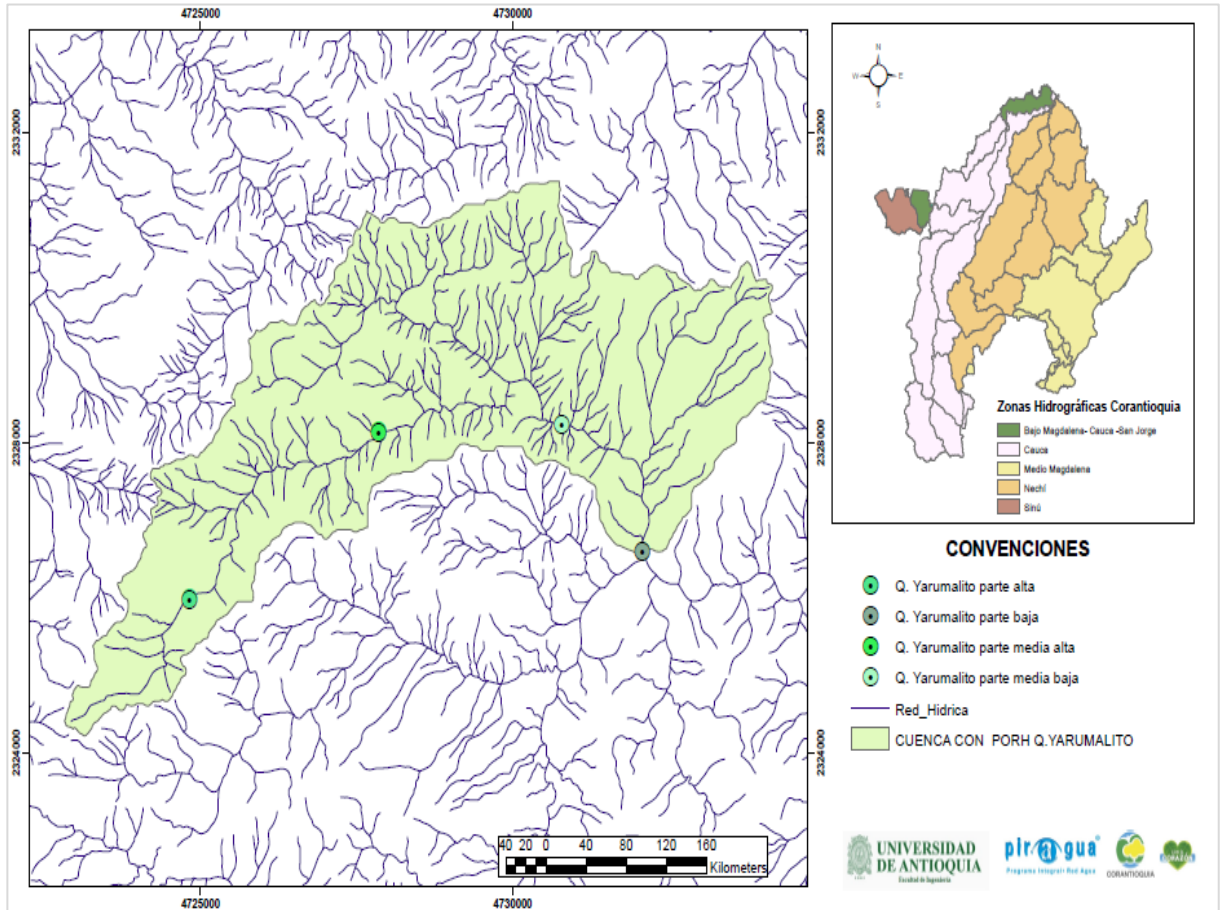 4725000
4730000
2332000
2332000
2328000
2328000
2324000
2324000
4725000
4730000
40 20 0 40 80 120 160
Kilometers
N
W E
S
Zonas Hidrográficas Corantioquia
Bajo Magdalena- Cauca -San Jorge
Cauca
Medio Magdalena
Nechí
Sinú
CONVENCIONES
Q. Yarumalito parte alta
Q. Yarumalito parte baja
Q. Yarumalito parte media alta
Q. Yarumalito parte media baja
Red_Hidrica
CUENCA CON PORH Q.YARUMALITO
UNIVERSIDAD
DE ANTIOQUIA
Facultad de Ingeniería
piragua
Programa Integral Red Agua
CORANTIOQUIA